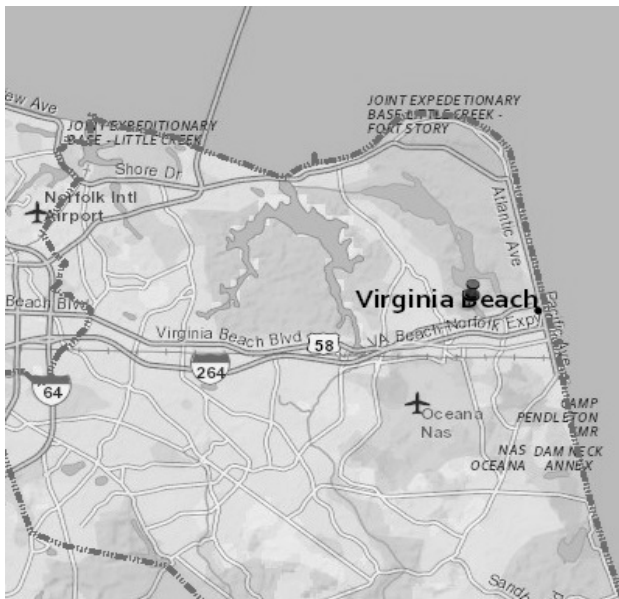 ew Ave
JOINT EXPEDITIONARY
BASE - LITTLE CREEK
JOINT EXPEDETIONARY
BASE LITTLE CREEK -
FORT STORY
Shore Dr
Norfolk Intl
Airport
Atlantic Ave
Virginia Beach
Beach Blvd
Virginia Beach Blvd
58
VA Beach Norfolk Expy
Pacific Ave
264
64
Oceana
Nas
CAMP
PENDLETON
SMR
NAS
OCEANA
DAM NECK
ANNEX